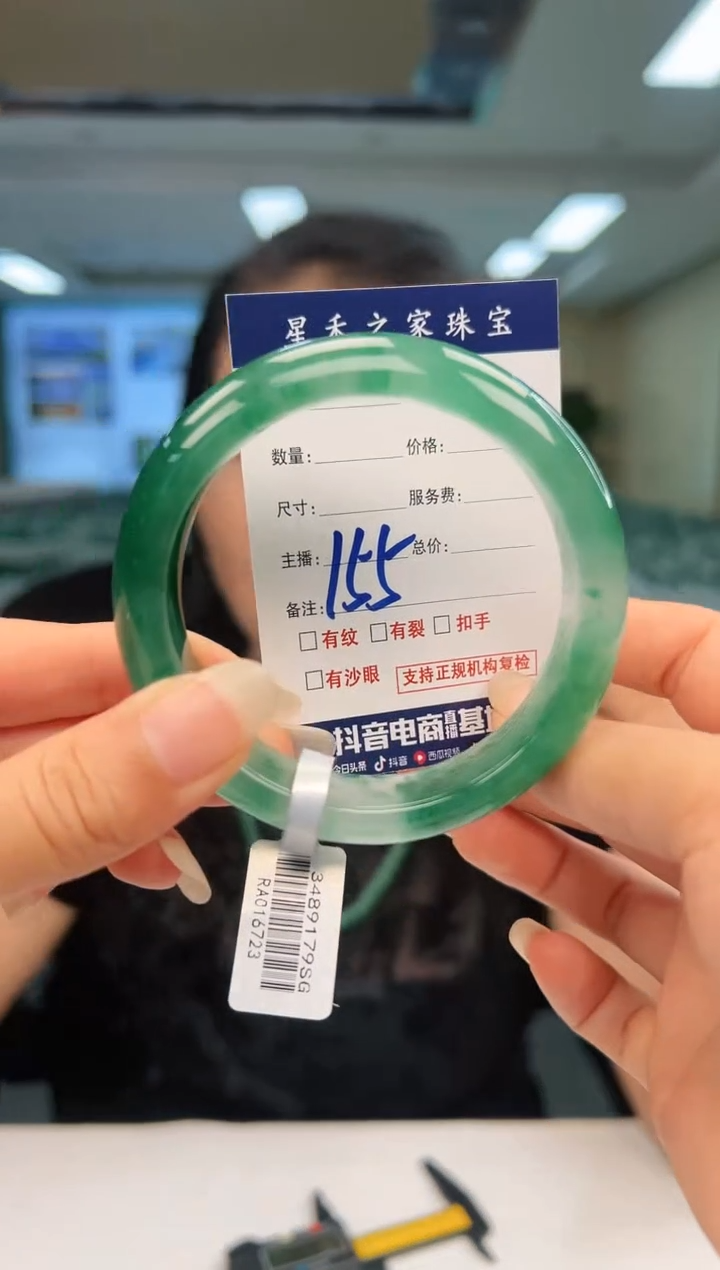 星禾之家珠宝
数量: 价格:
尺寸: 服务费:
主播: 总价:
155
备注:
□有纹 □有裂 □扣手
□有沙眼 支持正规机构复检
抖音电商直播基
今日头条 抖音 西瓜视频
3489179SG
RA016723